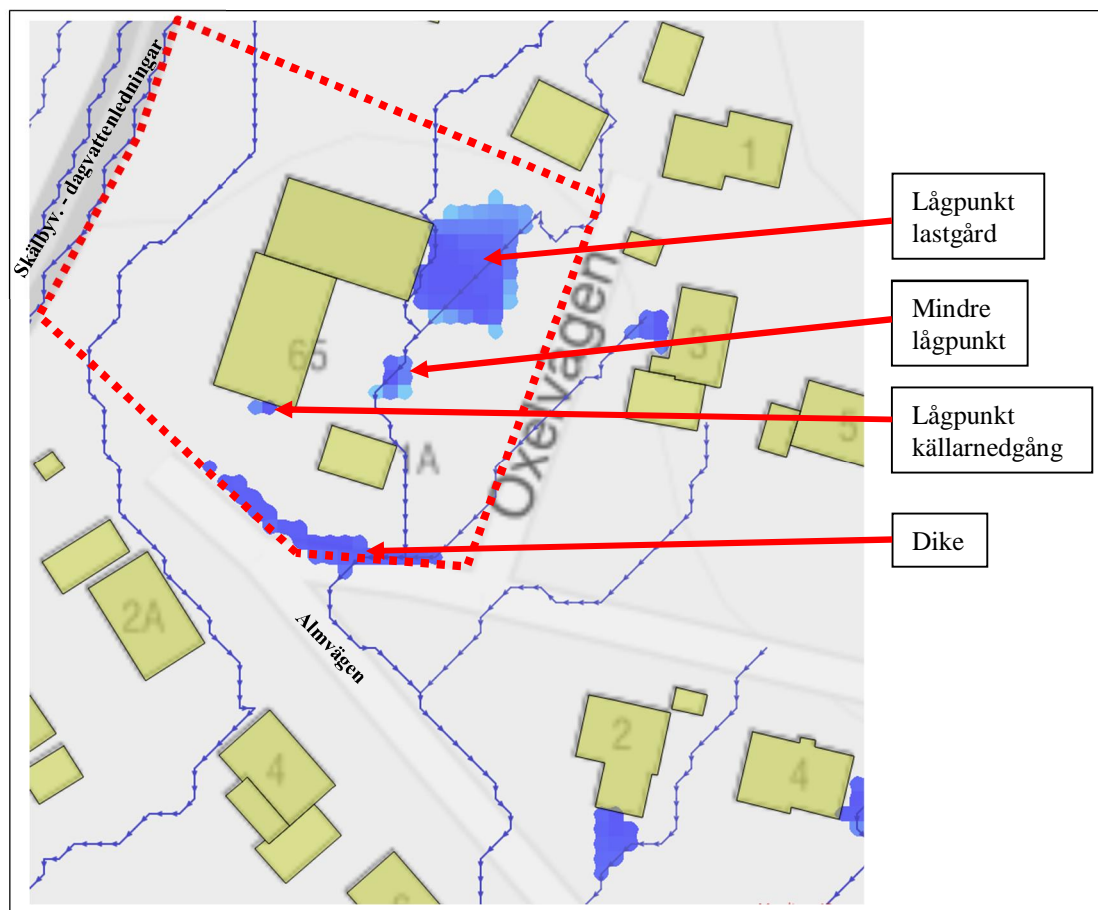 Skälbyv. - dagvattenledningar
1
Lågpunkt
lastgård
Oxelvägen
Mindre
lågpunkt
3
65
5
Lågpunkt
källarnedgång
1A
Dike
2A
Almvägen
2
4
4